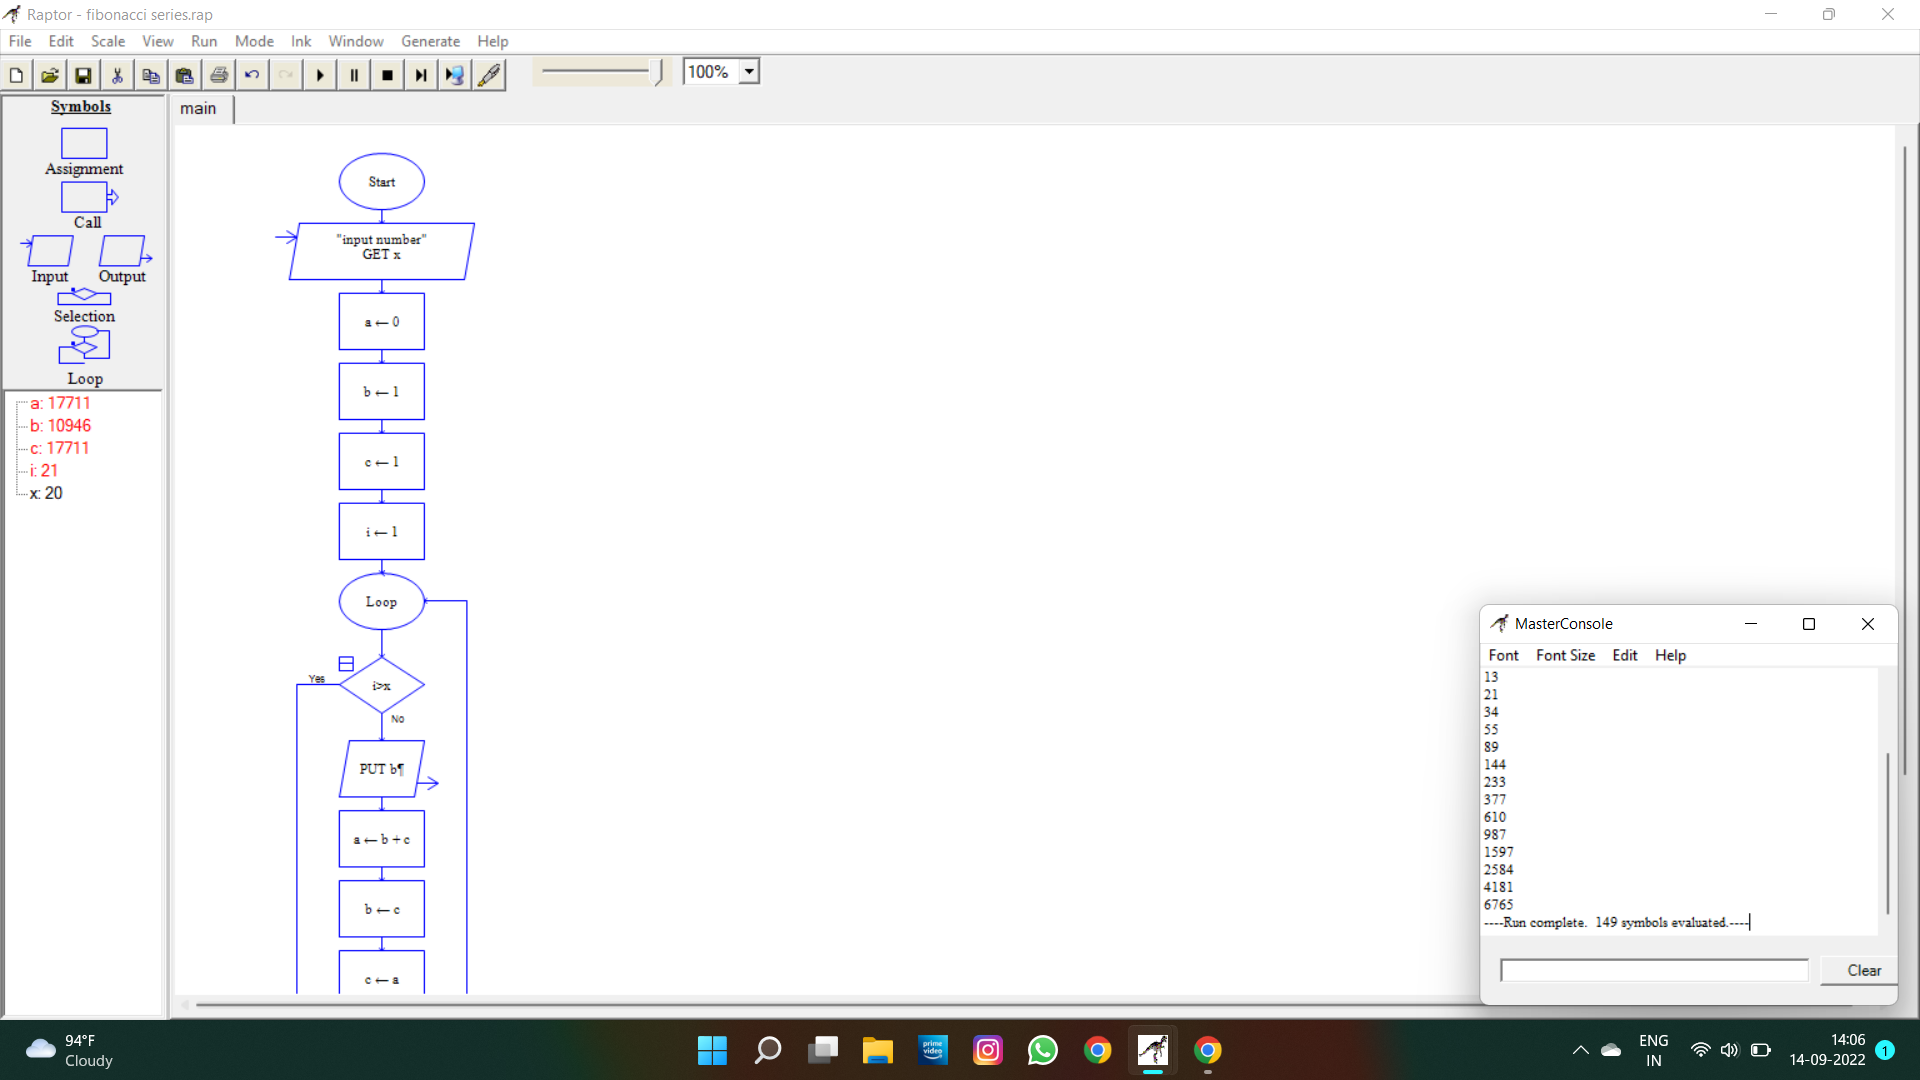 Raptor - fibonacci series.rap
File Edit Scale View Run Mode Ink Window Generate Help
100%
Symbols
Assignment
Call
Input Output
Selection
Loop
a: 17711
b: 10946
c: 17711
i: 21
x: 20
main
Start
"input number"
GET x
a ← 0
b ← 1
c ← 1
i ← 1
Loop
Yes
i>x
No
PUT b¶
a ← b + c
b ← c
c ← a
MasterConsole
Font Font Size Edit Help
13
21
34
55
89
144
233
377
610
987
1597
2584
4181
6765
----Run complete. 149 symbols evaluated.----
Clear
94°F
Cloudy
prime
video
ENG
IN
14:06
14-09-2022
1